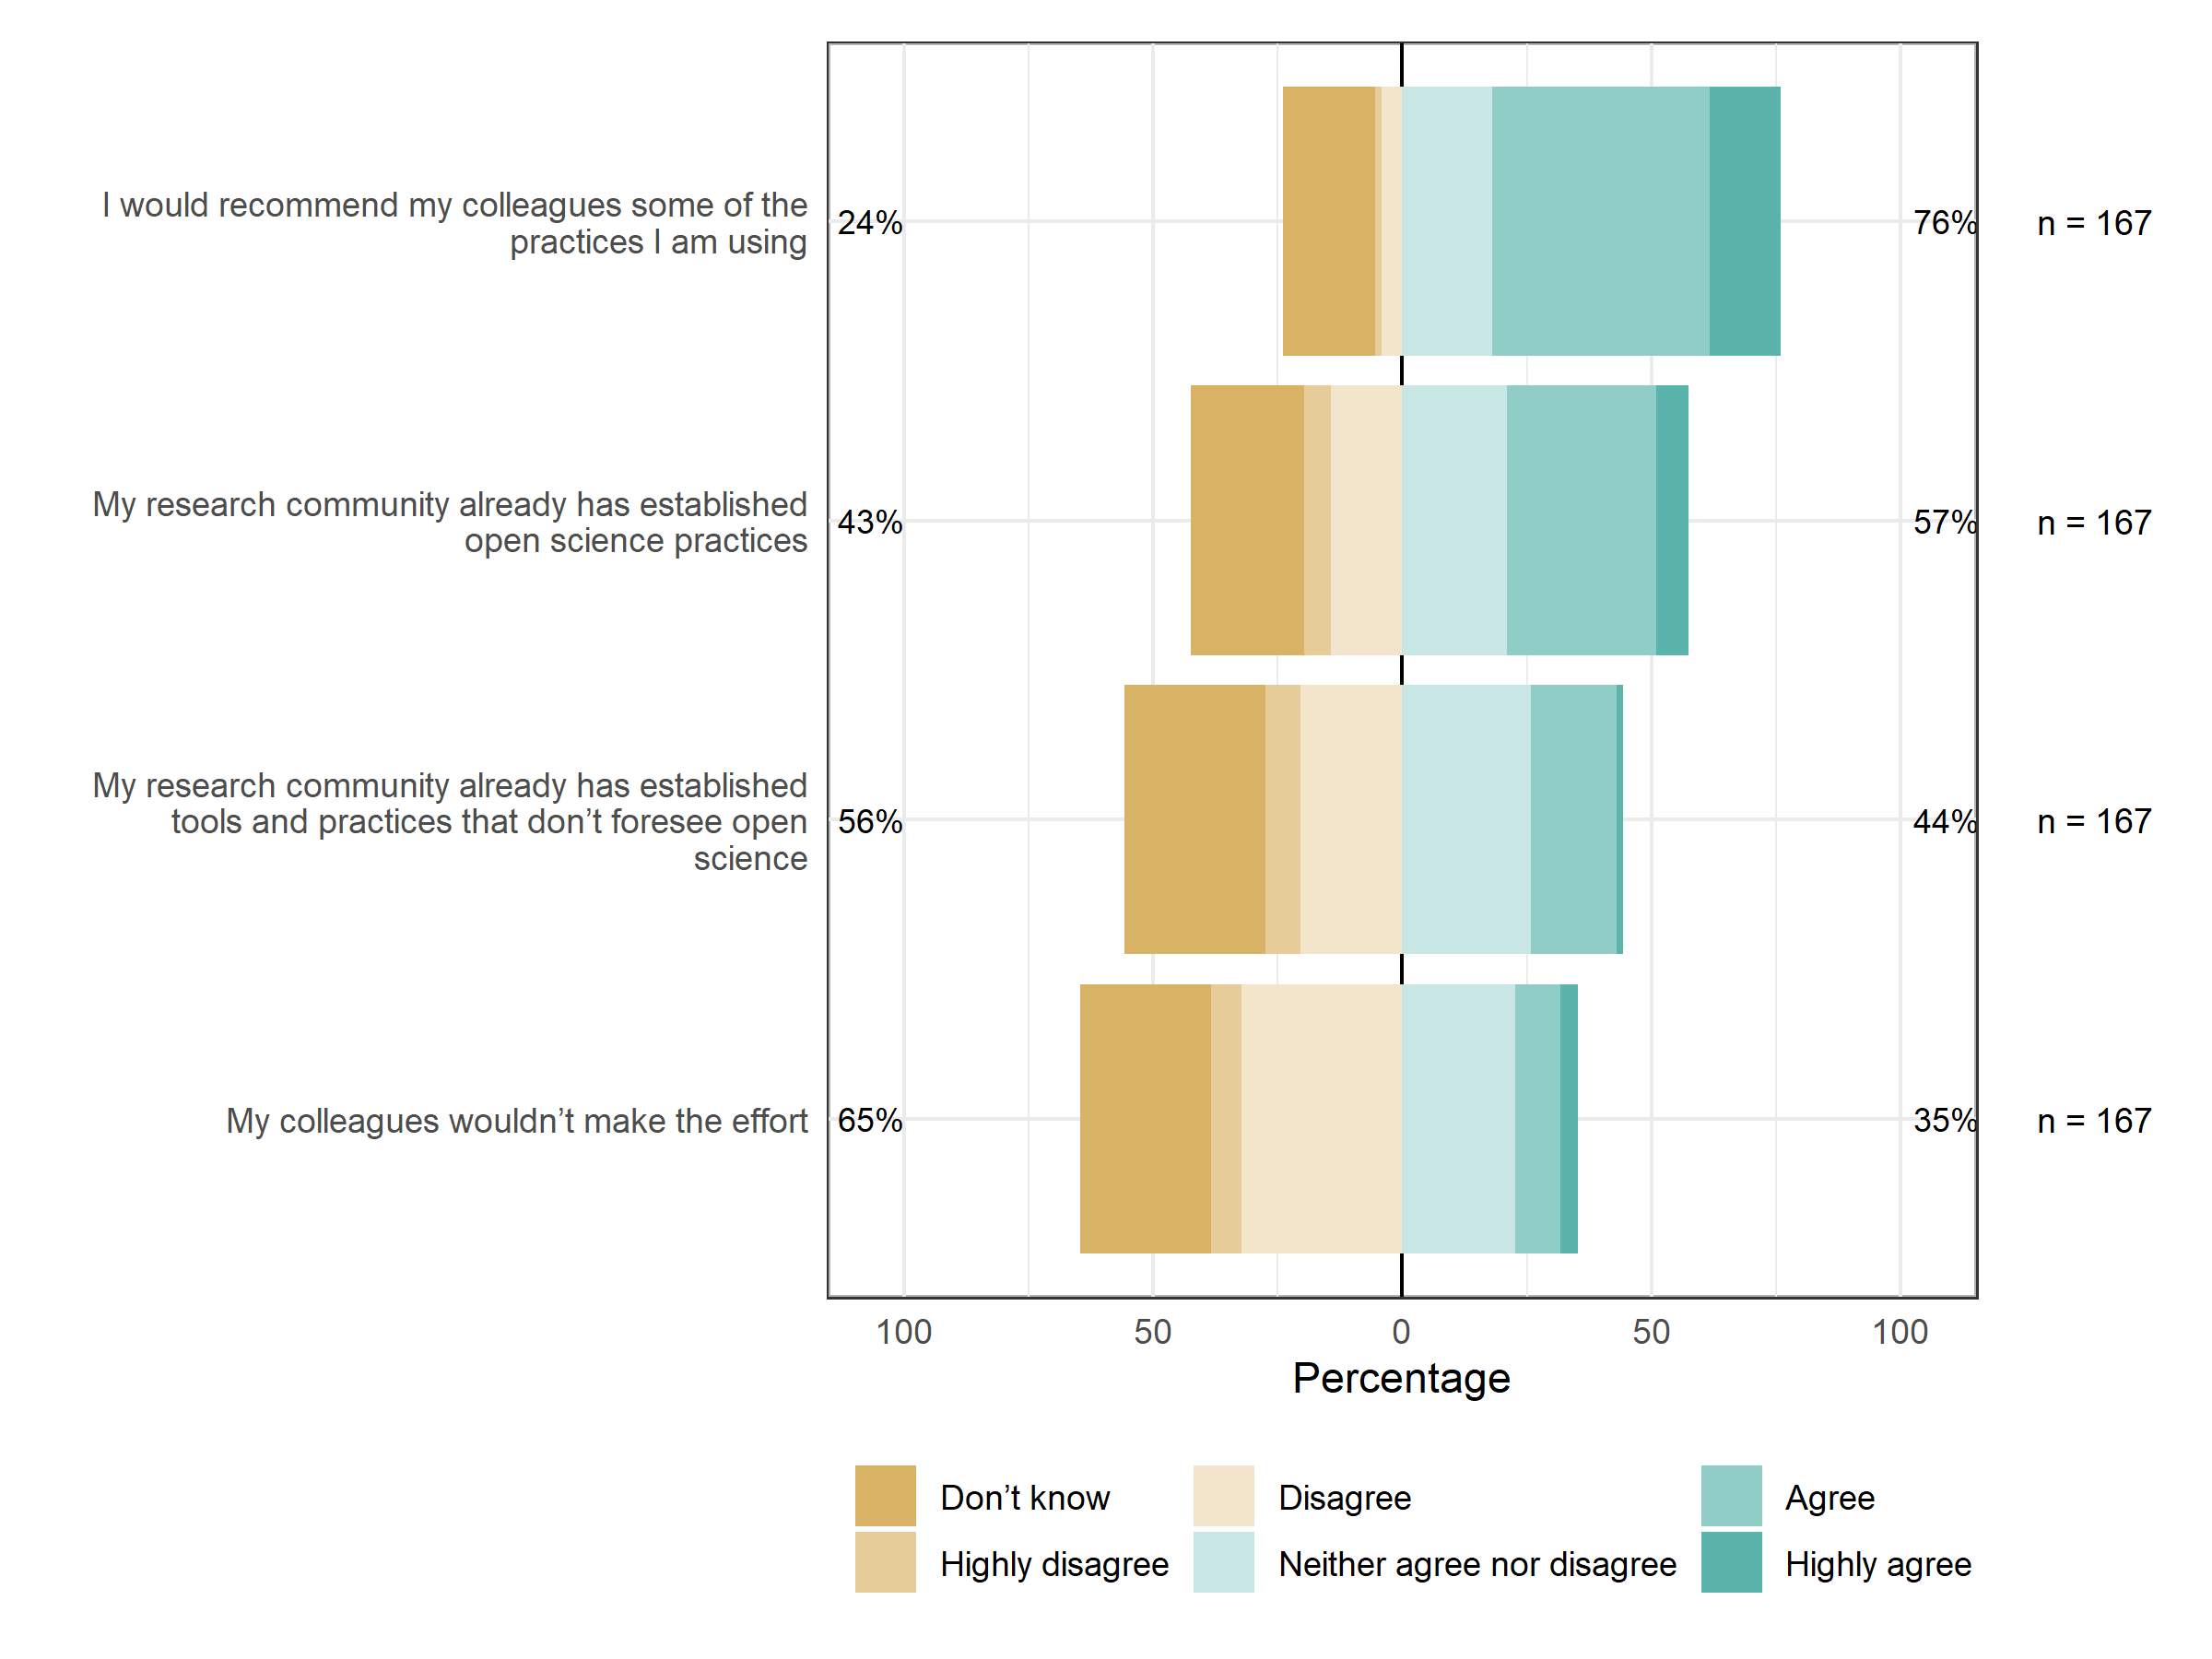 I would recommend my colleagues some of the
practices I am using
24%
76%
n = 167
My research community already has established
open science practices
43%
57%
n = 167
My research community already has established
tools and practices that don’t foresee open
science
56%
44%
n = 167
My colleagues wouldn’t make the effort
65%
35%
n = 167
100 50 0 50 100
Percentage
Don’t know Disagree Agree
Highly disagree Neither agree nor disagree Highly agree